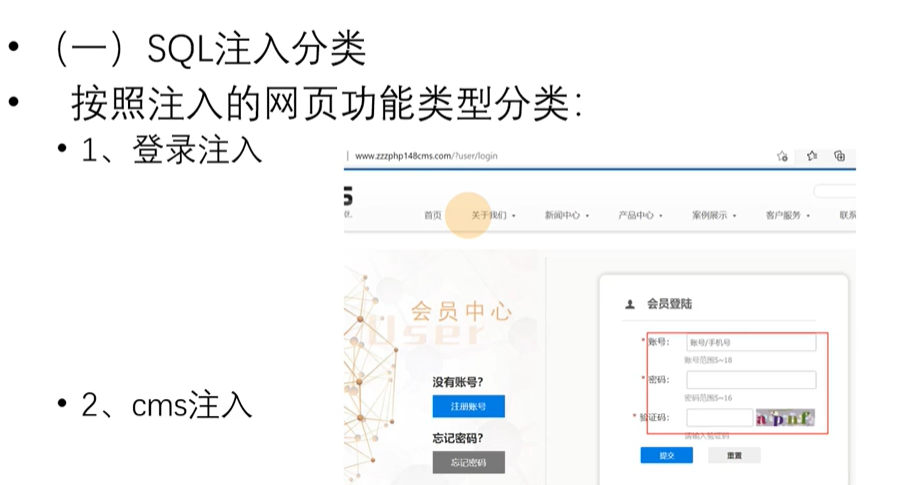 • （一）SQL注入分类
• 按照注入的网页功能类型分类：
• 1、登录注入
www.zzzphp148cms.com/?user/login
S
首页 关于我们 新闻中心 产品中心 案例展示 客户服务 联系
会员中心
User
会员登陆
* 账号： 账号/手机号
账号范围5~18
没有账号?
* 密码：
注册账号
密码范围5~16
• 2、cms注入
* 验证码： apnf
忘记密码?
请输入验证码
忘记密码
提交 重置